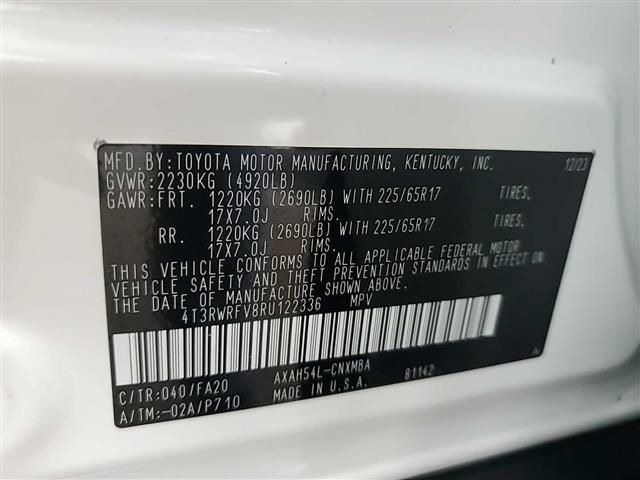 MFD.BY:TOYOTA MOTOR MANUFACTURING, KENTUCKY, INC. 12/23
GVWR:2230KG (4920LB)
GAWR:FRT. 1220KG (2690LB) WITH 225/65R17 TIRES,
17X7.0J RIMS.
RR. 1220KG (2690LB) WITH 225/65R17 TIRES,
17X7.0J RIMS.
THIS VEHICLE CONFORMS TO ALL APPLICABLE FEDERAL MOTOR
VEHICLE SAFETY AND THEFT PREVENTION STANDARDS IN EFFECT ON
THE DATE OF MANUFACTURE SHOWN ABOVE.
4T3RWRFV8RU122336 MPV
C/TR:040/FA20 AXAH54L-CNXMBA 81142
A/TM:-02A/P710 MADE IN U.S.A.